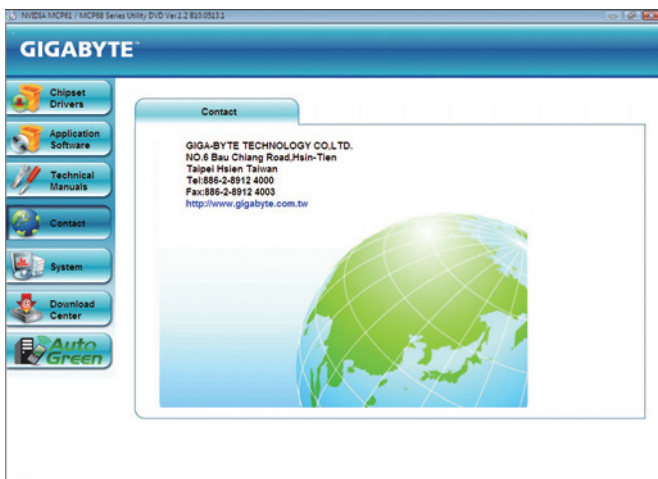 NVIDIA MCP61 / MCP68 Series Utility DVD Ver.1.2 B10.0513.1
GIGABYTE™
Chipset
Drivers
Application
Software
Technical
Manuals
Contact
System
Download
Center
Auto
Green
Contact
GIGA-BYTE TECHNOLOGY CO,LTD.
NO.6 Bau Chiang Road,Hsin-Tien
Taipei Hsien Taiwan
Tel:886-2-8912 4000
Fax:886-2-8912 4003
http://www.gigabyte.com.tw